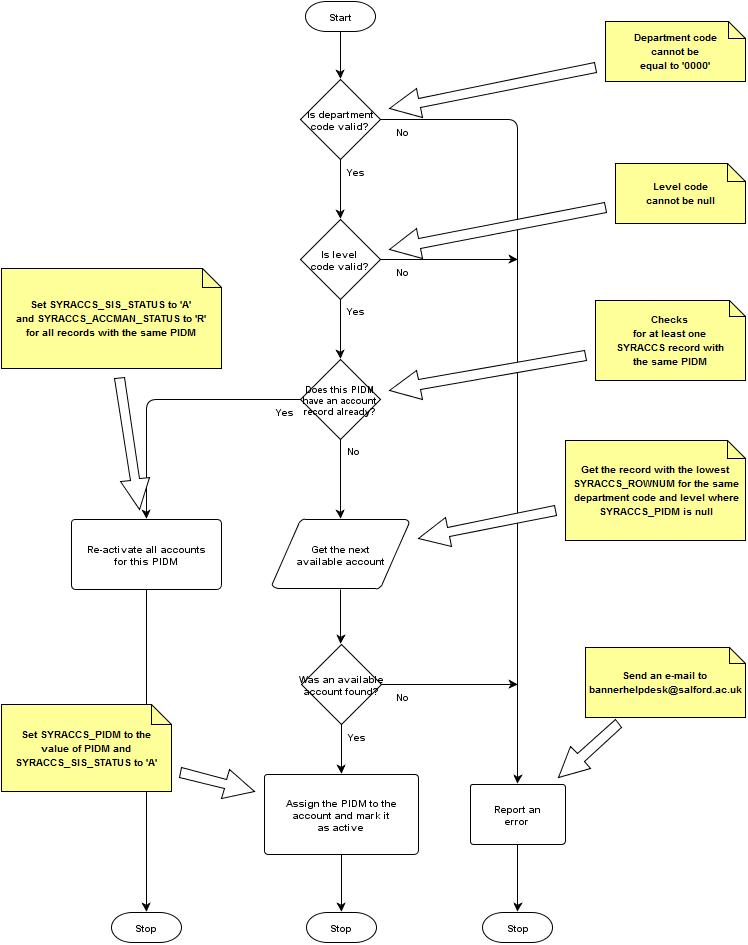 Start
Department code
cannot be
equal to '0000'
Is department
code valid?
No
Yes
Level code
cannot be null
Is level
code valid?
No
Yes
Set SYRACCS_SIS_STATUS to 'A'
and SYRACCS_ACCMAN_STATUS to 'R'
for all records with the same PIDM
Checks
for at least one
SYRACCS record with
the same PIDM
Does this PIDM
have an account
record already?
Yes
No
Get the record with the lowest
SYRACCS_ROWNUM for the same
department code and level where
SYRACCS_PIDM is null
Re-activate all accounts
for this PIDM
Get the next
available account
Send an e-mail to
bannerhelpdesk@salford.ac.uk
Was an available
account found?
No
Yes
Set SYRACCS_PIDM to the
value of PIDM and
SYRACCS_SIS_STATUS to 'A'
Assign the PIDM to the
account and mark it
as active
Report an
error
Stop
Stop
Stop